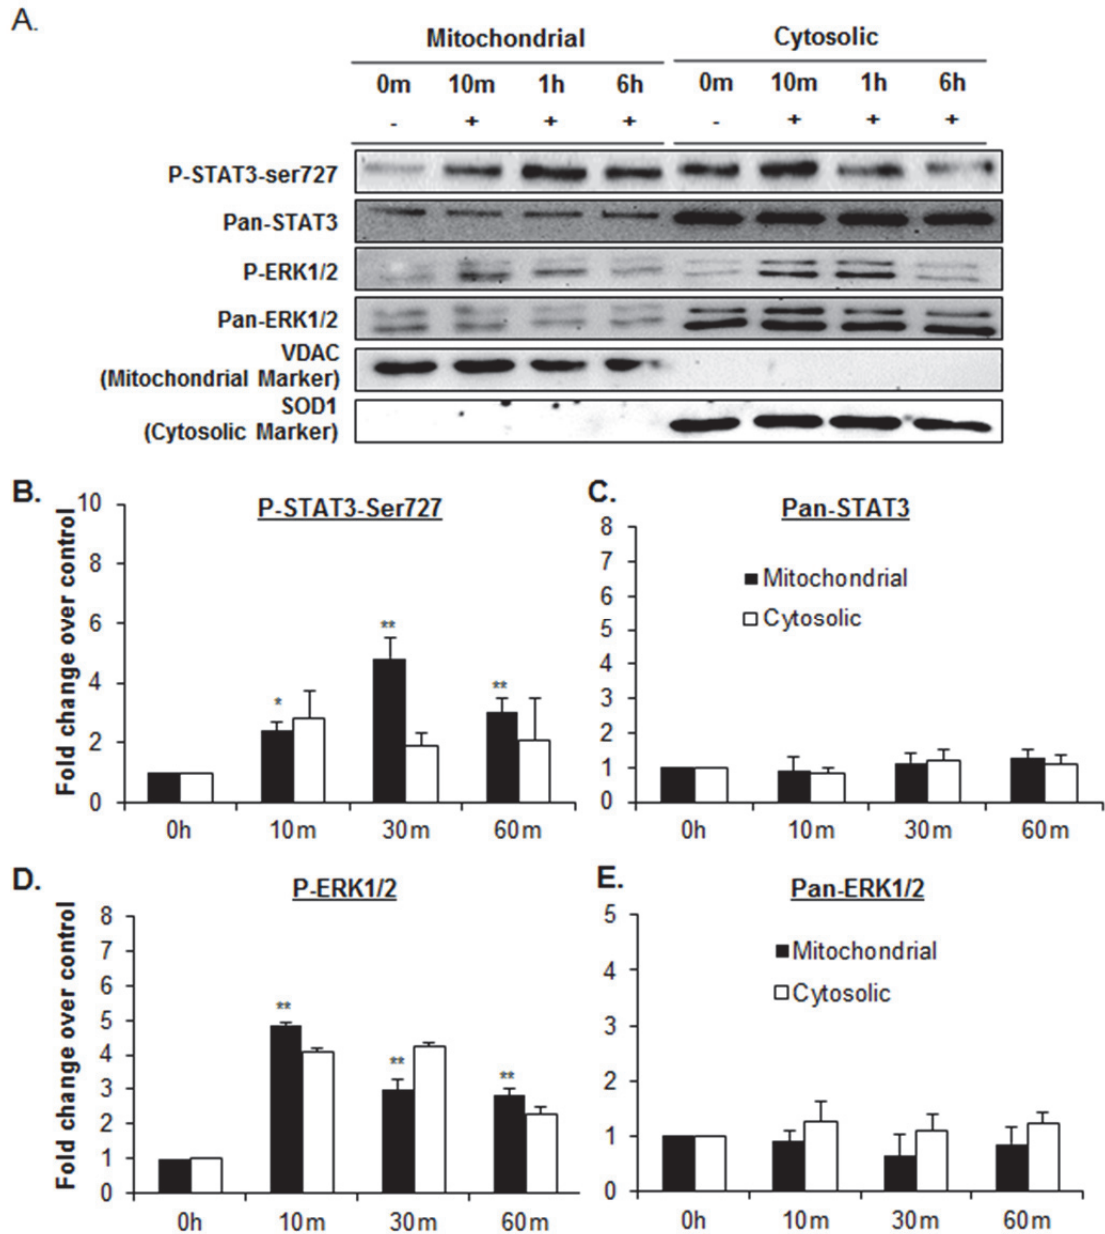 A.
Mitochondrial Cytosolic
0m 10m 1h 6h 0m 10m 1h 6h
- + + + - + + +
P-STAT3-ser727
Pan-STAT3
P-ERK1/2
Pan-ERK1/2
VDAC
(Mitochondrial Marker)
SOD1
(Cytosolic Marker)
B.
P-STAT3-Ser727
Fold change over control
10
8
6
4
2
0
*
**
**
0h 10m 30m 60m
C.
Pan-STAT3
8
7
6
5
4
3
2
1
0
Mitochondrial
Cytosolic
0h 10m 30m 60m
D.
P-ERK1/2
Fold change over control
8
7
6
5
4
3
2
1
0
**
**
**
0h 10m 30m 60m
E.
Pan-ERK1/2
5
4
3
2
1
0
Mitochondrial
Cytosolic
0h 10m 30m 60m